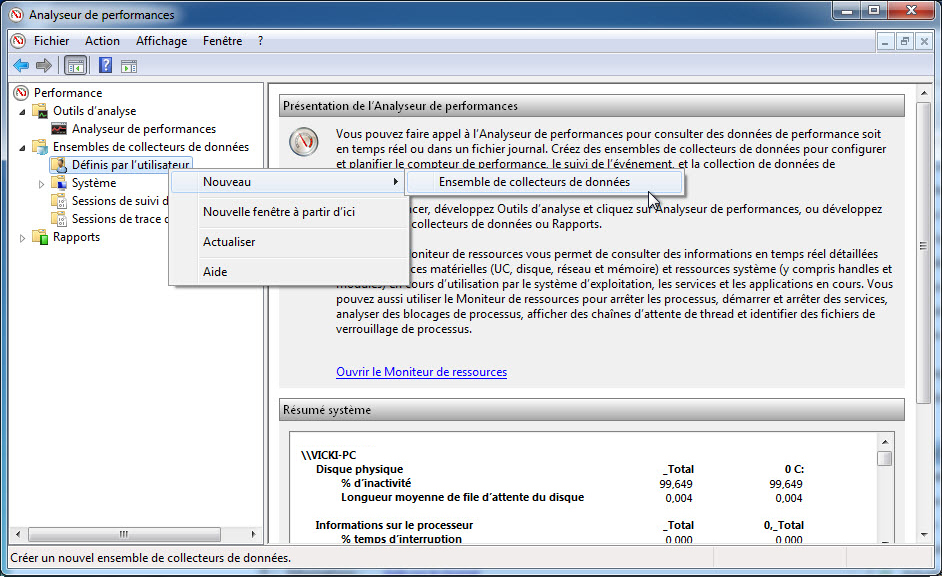 Analyseur de performances
Fichier Action Affichage Fenêtre ?
Performance
Outils d'analyse
Analyseur de performances
Ensembles de collecteurs de données
Définis par l'utilisateur
Système
Sessions de suivi d
Sessions de trace d
Rapports
Nouveau
Nouvelle fenêtre à partir d'ici
Actualiser
Aide
Ensemble de collecteurs de données
Présentation de l'Analyseur de performances
Vous pouvez faire appel à l'Analyseur de performances pour consulter des données de performance soit
en temps réel ou dans un fichier journal. Créez des ensembles de collecteurs de données pour configurer
et planifier le compteur de performance, le suivi de l'événement, et la collection de données de
cer, développez Outils d'analyse et cliquez sur Analyseur de performances, ou développez
collecteurs de données ou Rapports.
oniteur de ressources vous permet de consulter des informations en temps réel détaillées
ces matérielles (UC, disque, réseau et mémoire) et ressources système (y compris handles et
modules) en cours d'utilisation par le système d'exploitation, les services et les applications en cours. Vous
pouvez aussi utiliser le Moniteur de ressources pour arrêter les processus, démarrer et arrêter des services,
analyser des blocages de processus, afficher des chaînes d'attente de thread et identifier des fichiers de
verrouillage de processus.
Ouvrir le Moniteur de ressources
Résumé système
\\VICKI-PC
Disque physique _Total 0 C:
% d'inactivité 99,649 99,649
Longueur moyenne de file d'attente du disque 0,004 0,004
Informations sur le processeur _Total 0,_Total
% temps d'interruption 0,000 0,000
Créer un nouvel ensemble de collecteurs de données.